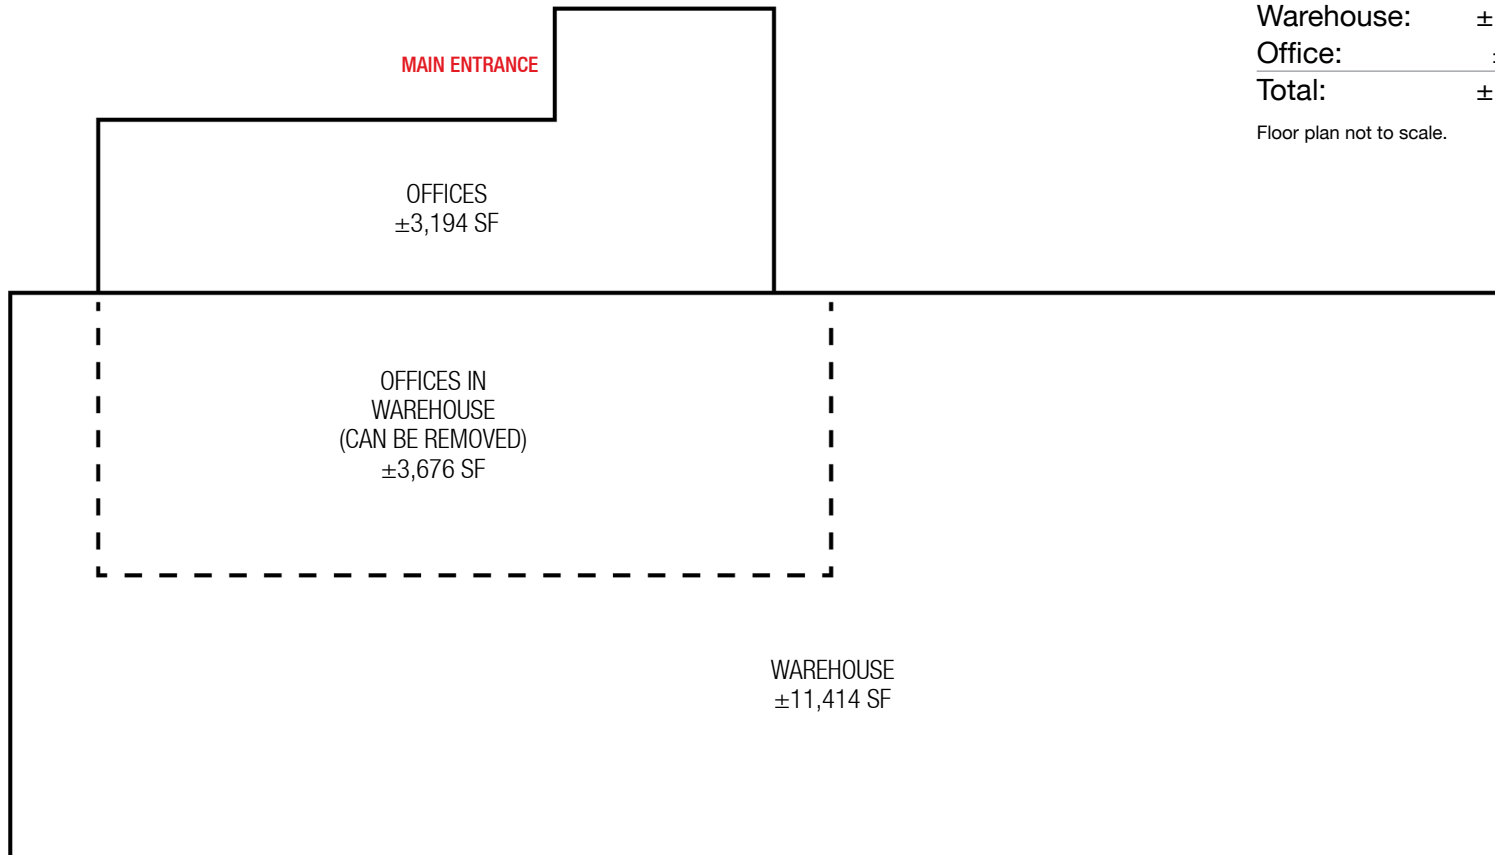 Warehouse: ±
Office: ±
Total: ±
Floor plan not to scale.
MAIN ENTRANCE
OFFICES
±3,194 SF
OFFICES IN
WAREHOUSE
(CAN BE REMOVED)
±3,676 SF
WAREHOUSE
±11,414 SF